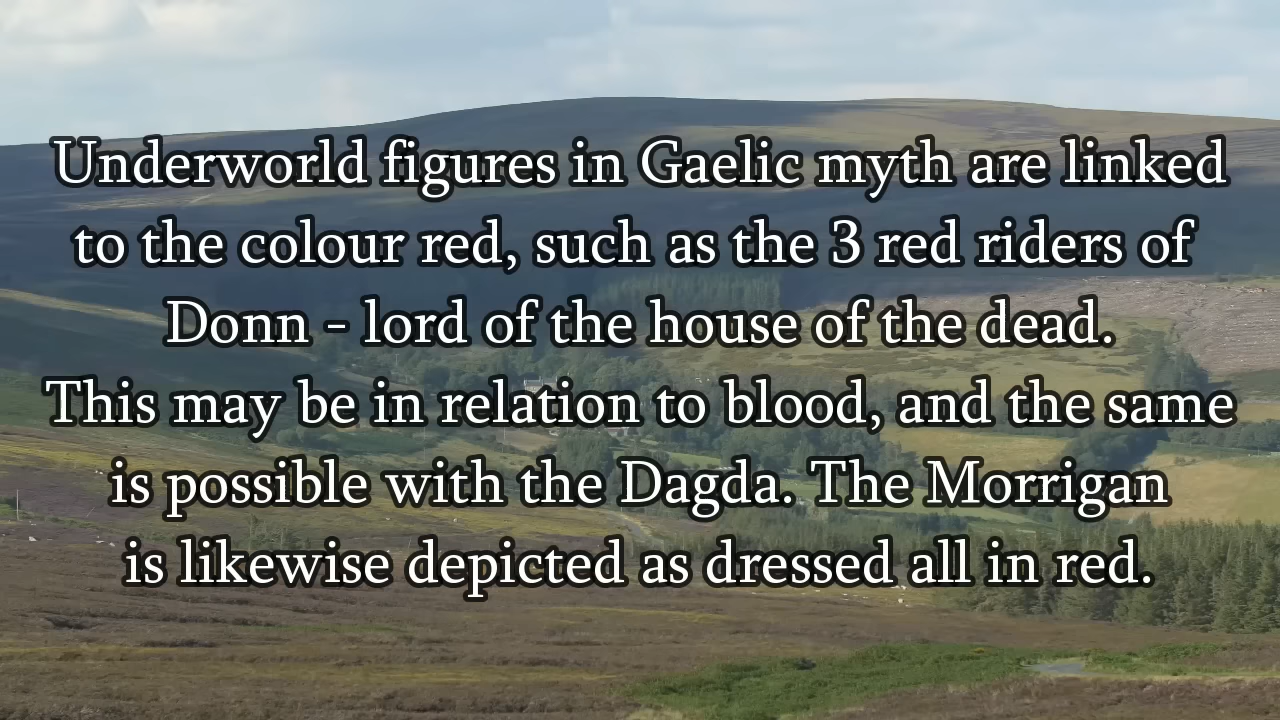 Underworld figures in Gaelic myth are linked
to the colour red, such as the 3 red riders of
Donn - lord of the house of the dead.
This may be in relation to blood, and the same
is possible with the Dagda. The Morrigan
is likewise depicted as dressed all in red.